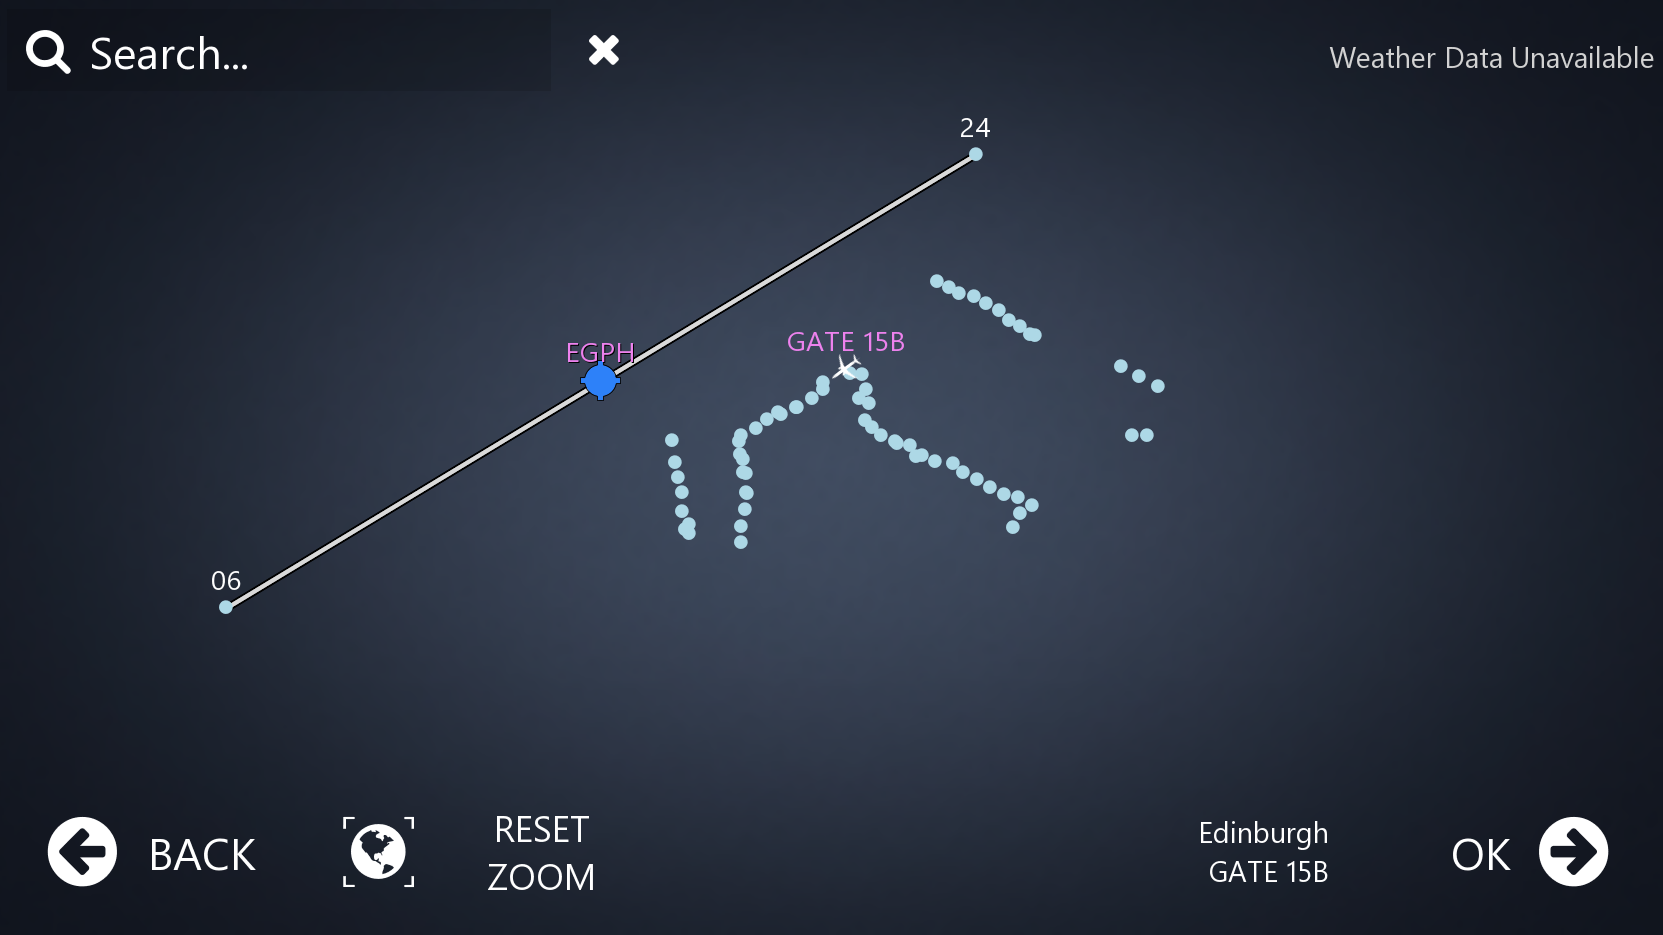 Search...
Weather Data Unavailable
24
GATE 15B
EGPH
06
BACK
RESET
ZOOM
Edinburgh
GATE 15B
OK